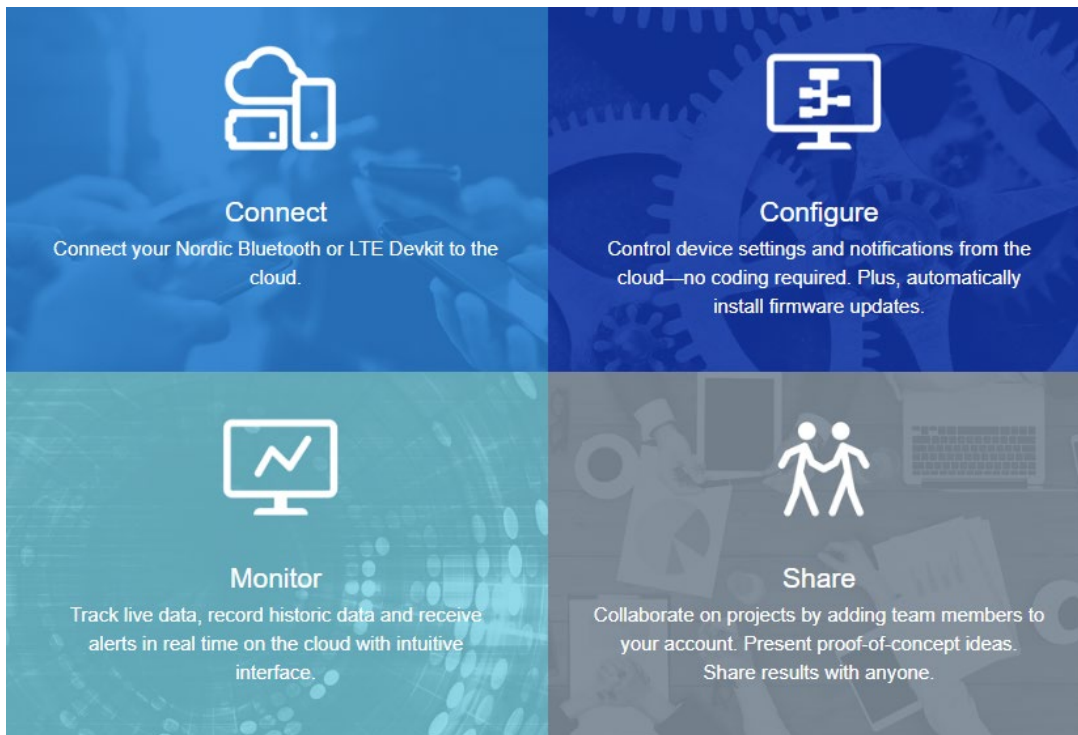 Connect
Connect your Nordic Bluetooth or LTE Devkit to the
cloud.
Configure
Control device settings and notifications from the
cloud—no coding required. Plus, automatically
install firmware updates.
Monitor
Track live data, record historic data and receive
alerts in real time on the cloud with intuitive
interface.
Share
Collaborate on projects by adding team members to
your account. Present proof-of-concept ideas.
Share results with anyone.